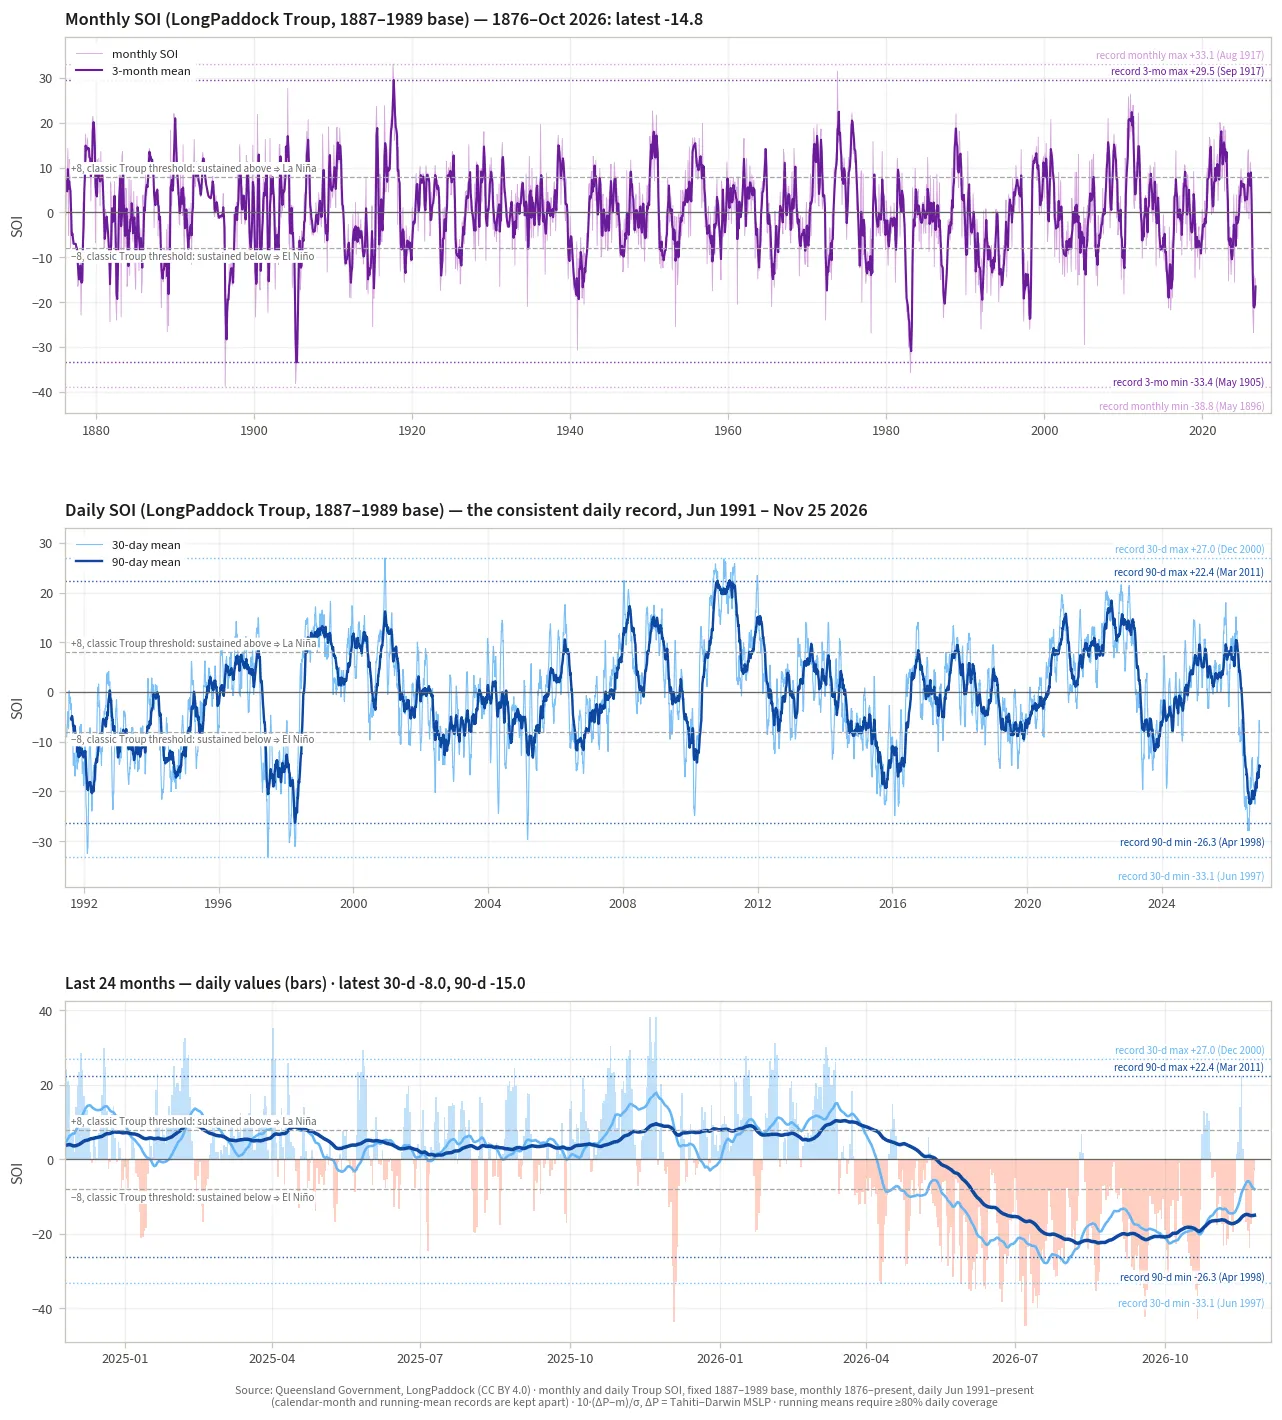 Monthly SOI (LongPaddock Troup, 1887–1989 base) — 1876–Oct 2026: latest -14.8
monthly SOI
3-month mean
record monthly max +33.1 (Aug 1917)
record 3-mo max +29.5 (Sep 1917)
+8, classic Troup threshold: sustained above ⇒ La Niña
−8, classic Troup threshold: sustained below ⇒ El Niño
record 3-mo min -33.4 (May 1905)
record monthly min -38.8 (May 1896)
SOI
30
20
10
0
−10
−20
−30
−40
1880 1900 1920 1940 1960 1980 2000 2020
Daily SOI (LongPaddock Troup, 1887–1989 base) — the consistent daily record, Jun 1991 – Nov 25 2026
30-day mean
90-day mean
record 30-d max +27.0 (Dec 2000)
record 90-d max +22.4 (Mar 2011)
+8, classic Troup threshold: sustained above ⇒ La Niña
−8, classic Troup threshold: sustained below ⇒ El Niño
record 90-d min -26.3 (Apr 1998)
record 30-d min -33.1 (Jun 1997)
SOI
30
20
10
0
−10
−20
−30
1992 1996 2000 2004 2008 2012 2016 2020 2024
Last 24 months — daily values (bars) · latest 30-d -8.0, 90-d -15.0
record 30-d max +27.0 (Dec 2000)
record 90-d max +22.4 (Mar 2011)
+8, classic Troup threshold: sustained above ⇒ La Niña
−8, classic Troup threshold: sustained below ⇒ El Niño
record 90-d min -26.3 (Apr 1998)
record 30-d min -33.1 (Jun 1997)
SOI
40
20
0
−20
−40
2025-01 2025-04 2025-07 2025-10 2026-01 2026-04 2026-07 2026-10
Source: Queensland Government, LongPaddock (CC BY 4.0) · monthly and daily Troup SOI, fixed 1887–1989 base, monthly 1876–present, daily Jun 1991–present
(calendar-month and running-mean records are kept apart) · 10·(ΔP−m)/σ, ΔP = Tahiti–Darwin MSLP · running means require ≥80% daily coverage